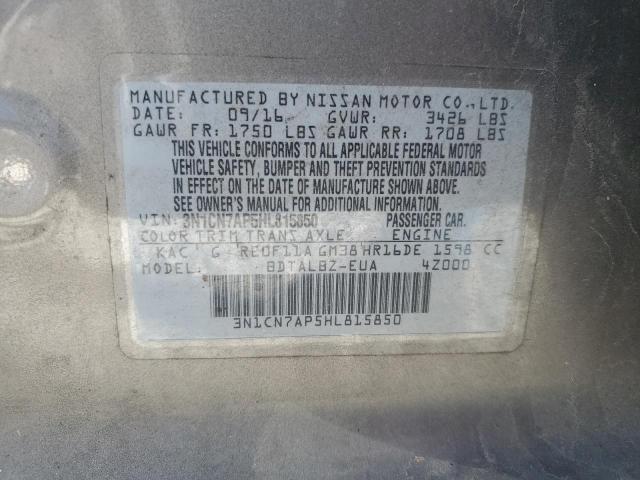 MANUFACTURED BY NISSAN MOTOR CO., LTD.
DATE: 09/16 GVWR: 3426 LBS
GAWR FR: 1750 LBS GAWR RR: 1708 LBS
THIS VEHICLE CONFORMS TO ALL APPLICABLE FEDERAL MOTOR
VEHICLE SAFETY, BUMPER AND THEFT PREVENTION STANDARDS
IN EFFECT ON THE DATE OF MANUFACTURE SHOWN ABOVE.
SEE OWNER'S MANUAL FOR ADDITIONAL INFORMATION.
VIN: 3N1CN7AP5HL815850 PASSENGER CAR.
COLOR TRIM TRANS AXLE ENGINE
KAC G RE0F11A GM38 HR16DE 1598 CC
MODEL: BDTALBZ-EUA 4Z000
3N1CN7AP5HL815850